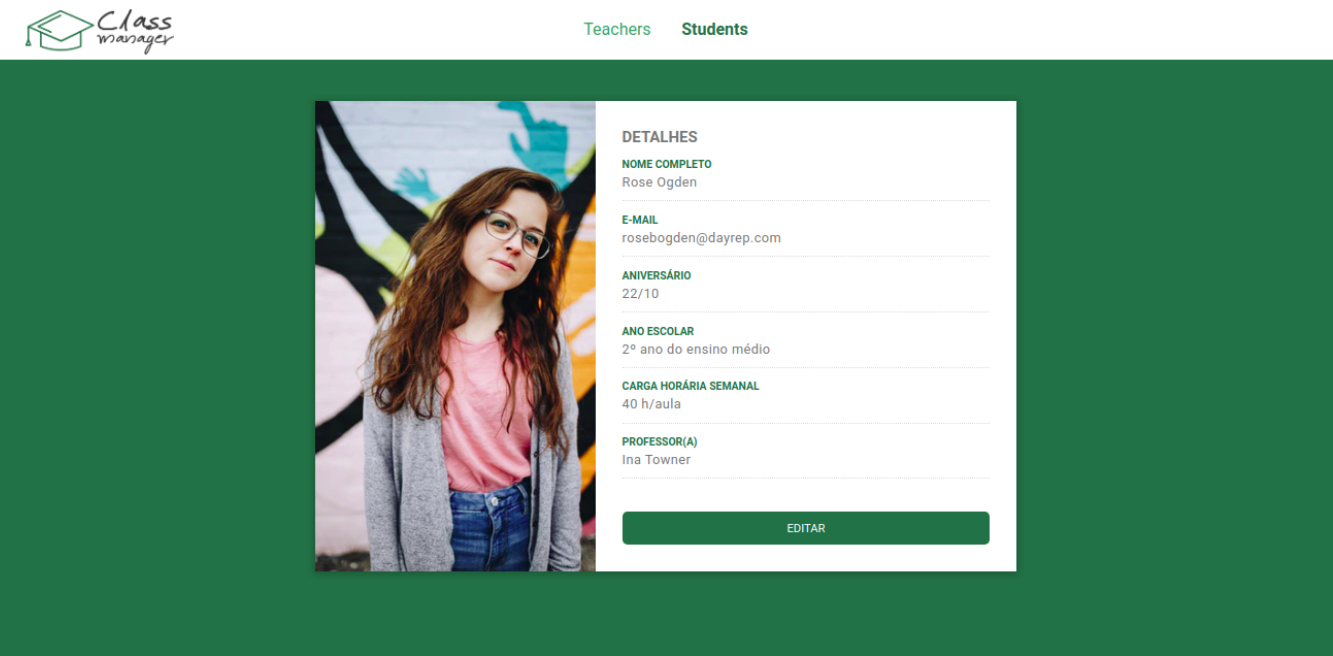 Class
manager
Teachers
Students
DETALHES
NOME COMPLETO
Rose Ogden
E-MAIL
rosebogden@dayrep.com
ANIVERSÁRIO
22/10
ANO ESCOLAR
2º ano do ensino médio
CARGA HORÁRIA SEMANAL
40 h/aula
PROFESSOR(A)
Ina Towner
EDITAR